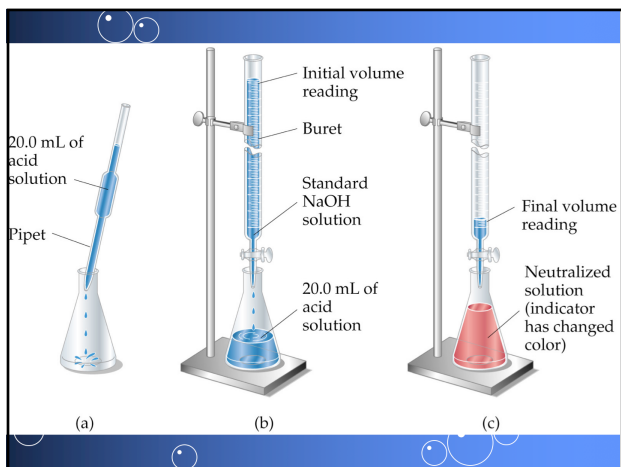 20.0 mL of
acid
solution
Pipet
(a)
Initial volume
reading
Buret
Standard
NaOH
solution
20.0 mL of
acid
solution
(b)
Final volume
reading
Neutralized
solution
(indicator
has changed
color)
(c)